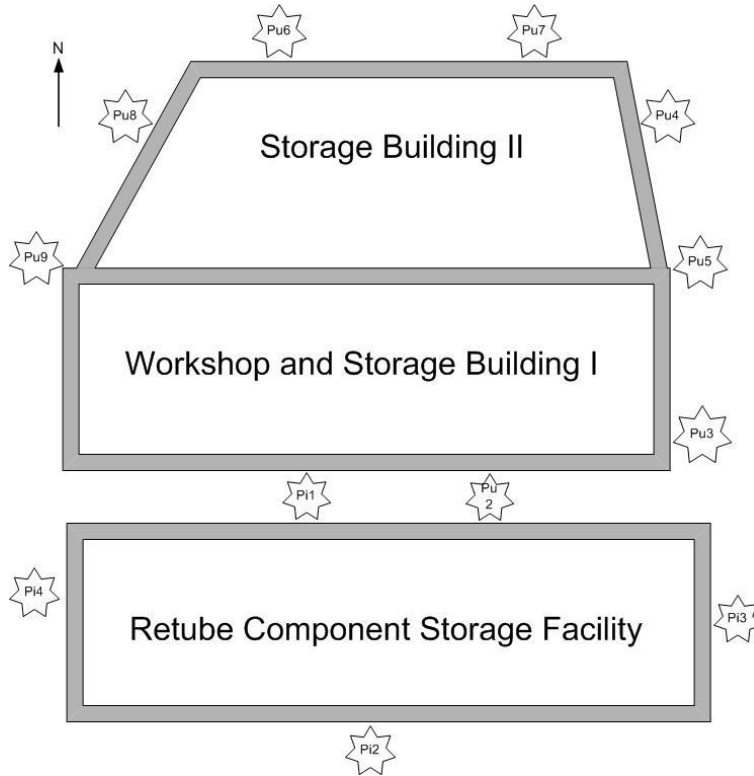 Pu6
Pu7
N
Pu8
Pu4
Storage Building II
Pu9
Pu5
Workshop and Storage Building I
Pu3
Pi1
Pu
2
Pi4
Pi3
Retube Component Storage Facility
Pi2